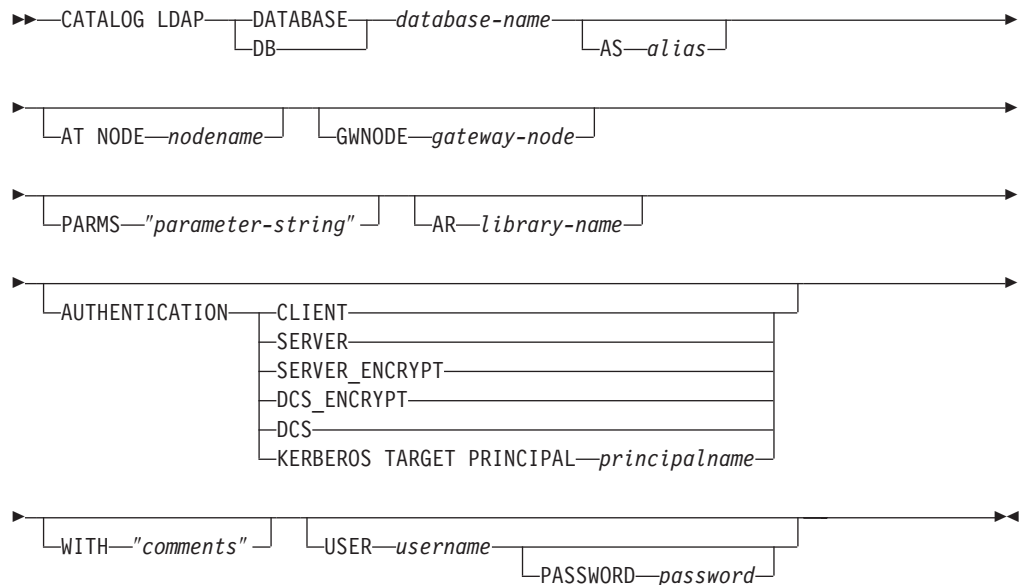 CATALOG LDAP DATABASE database-name
DB AS alias
AT NODE nodename GWNODE gateway-node
PARMS "parameter-string" AR library-name
AUTHENTICATION CLIENT
SERVER
SERVER_ENCRYPT
DCS_ENCRYPT
DCS
KERBEROS TARGET PRINCIPAL principalname
WITH "comments" USER username
PASSWORD password